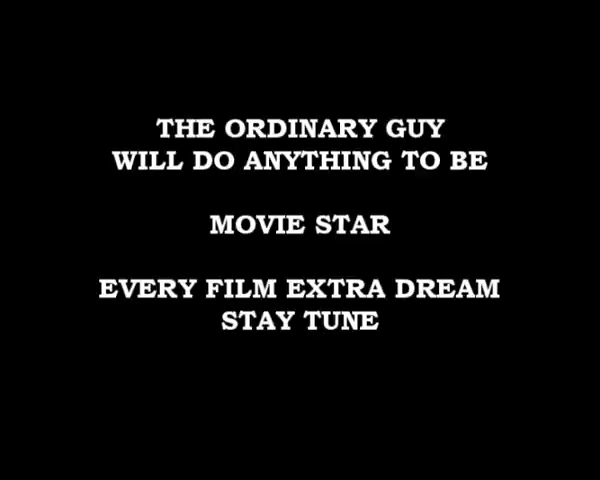 THE ORDINARY GUY
WILL DO ANYTHING TO BE
MOVIE STAR
EVERY FILM EXTRA DREAM
STAY TUNE